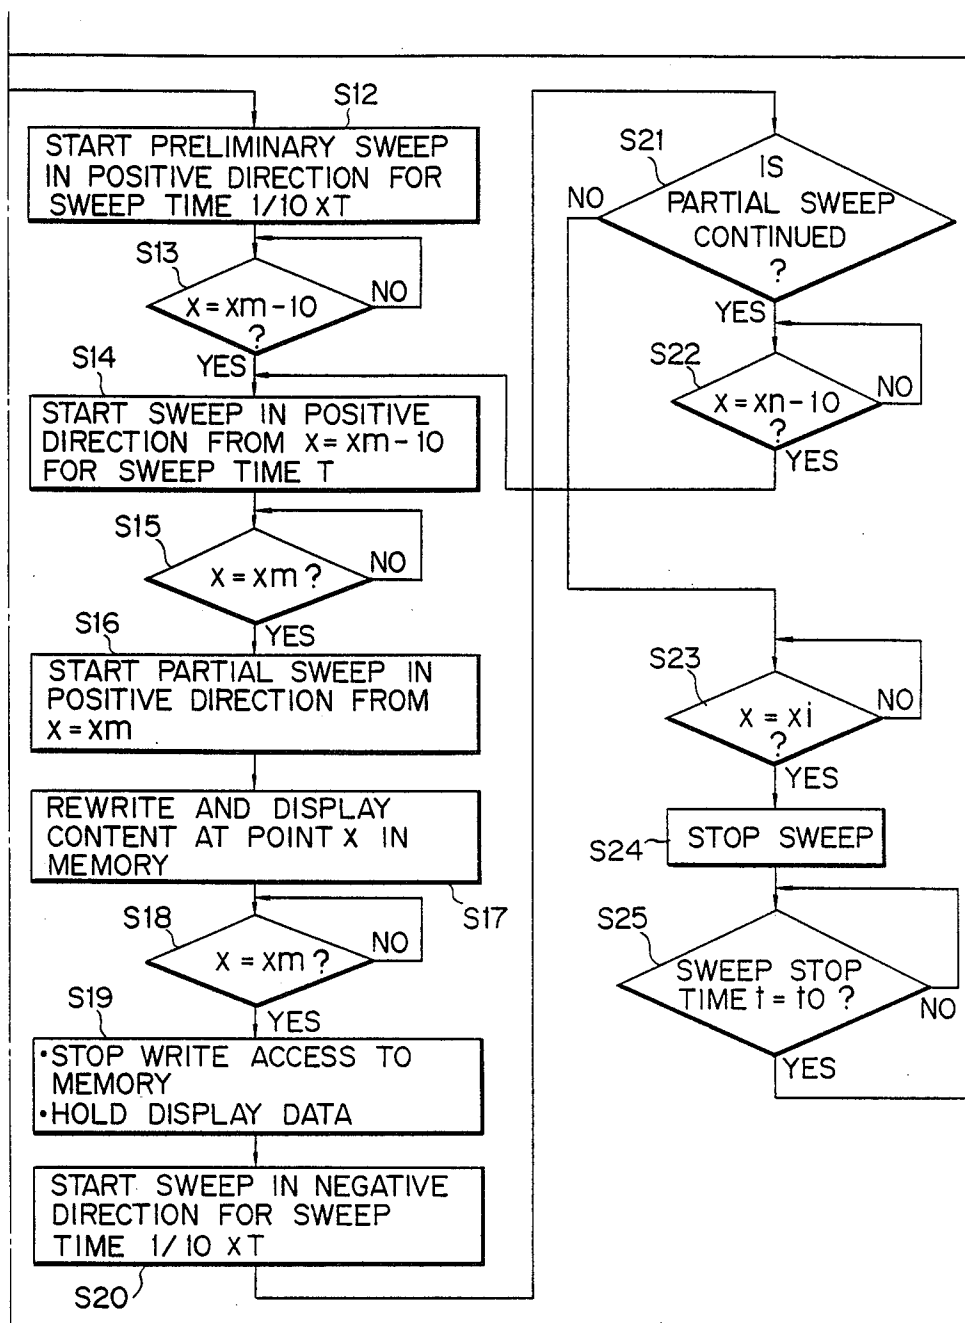 S12
START PRELIMINARY SWEEP
IN POSITIVE DIRECTION FOR
SWEEP TIME 1/10 XT
S13
X = Xm - 10
?
NO
YES
S14
START SWEEP IN POSITIVE
DIRECTION FROM X = Xm - 10
FOR SWEEP TIME T
S15
X = Xm ?
NO
YES
S16
START PARTIAL SWEEP IN
POSITIVE DIRECTION FROM
X = Xm
REWRITE AND DISPLAY
CONTENT AT POINT X IN
MEMORY
S17
S18
X = Xm ?
NO
YES
S19
•STOP WRITE ACCESS TO
MEMORY
•HOLD DISPLAY DATA
START SWEEP IN NEGATIVE
DIRECTION FOR SWEEP
TIME 1/10 XT
S20
S21
IS
PARTIAL SWEEP
CONTINUED
?
NO
YES
S22
X = Xn - 10
?
NO
YES
S23
X = Xi
?
NO
YES
STOP SWEEP
S24
S25
SWEEP STOP
TIME t = to ?
NO
YES